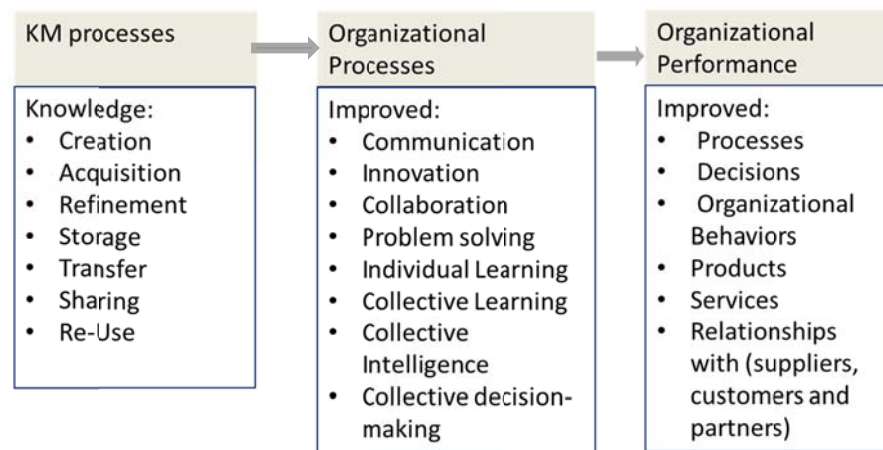 KM processes
Knowledge:
• Creation
• Acquisition
• Refinement
• Storage
• Transfer
• Sharing
• Re-Use
Organizational
Processes
Improved:
• Communication
• Innovation
• Collaboration
• Problem solving
• Individual Learning
• Collective Learning
• Collective
Intelligence
• Collective decision-
making
Organizational
Performance
Improved:
• Processes
• Decisions
• Organizational
Behaviors
• Products
• Services
• Relationships
with (suppliers,
customers and
partners)